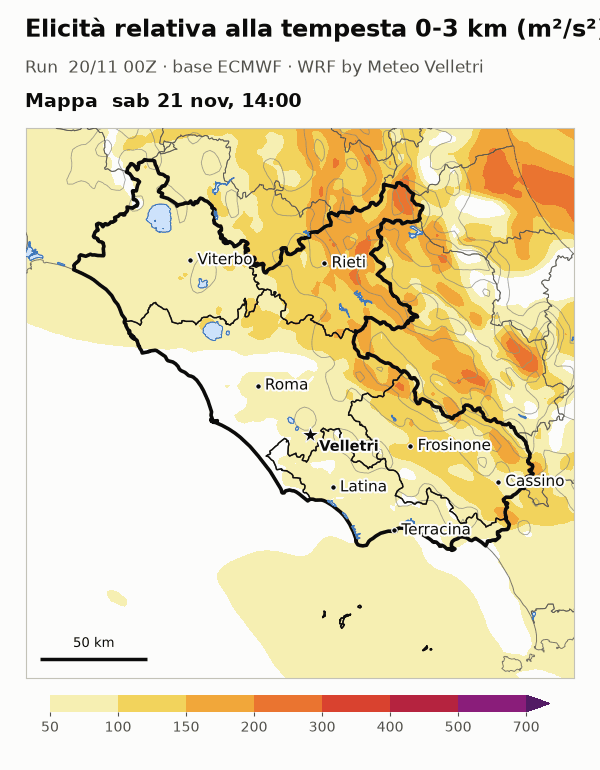 Elicità relativa alla tempesta 0-3 km (m²/s²)
Run 20/11 00Z · base ECMWF · WRF by Meteo Velletri
Mappa sab 21 nov, 14:00
Viterbo
Rieti
Roma
Velletri
Frosinone
Latina
Cassino
Terracina
50 km
50 100 150 200 300 400 500 700